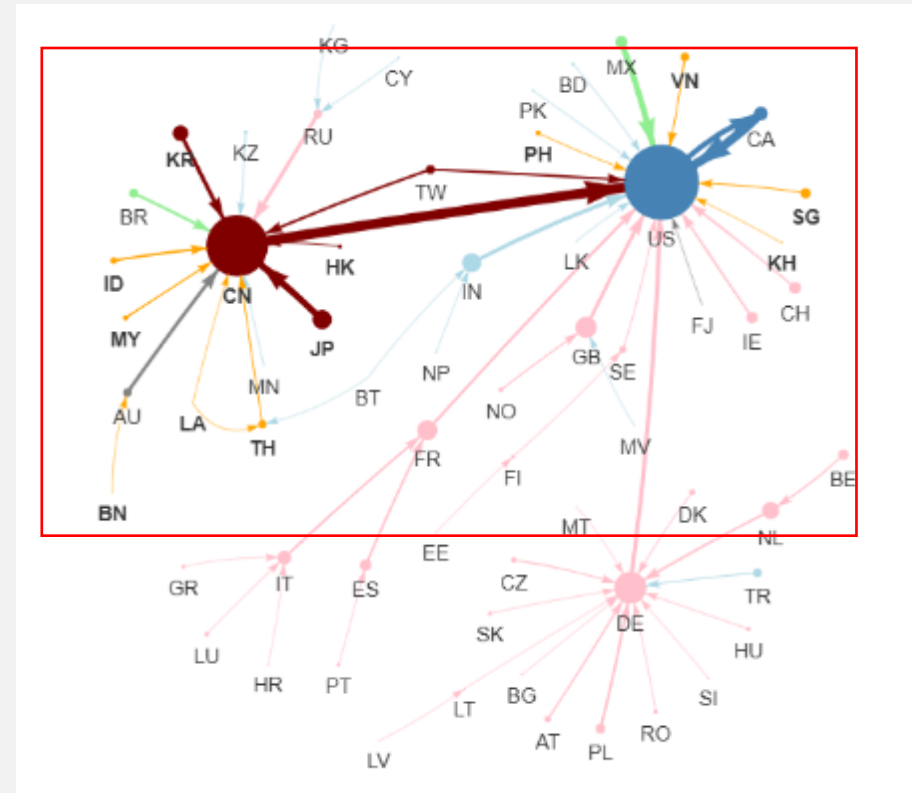 KG
MX
CY
BD
VN
PK
RU
CA
KR
KZ
PH
TW
BR
SG
US
HK
LK
KH
ID
CN
IN
CH
FJ
MY
JP
IE
GB
SE
NP
MN
BT
NO
AU
LA
TH
MV
FR
FI
BE
BN
DK
MT
NL
EE
CZ
GR
IT
ES
TR
DE
SK
HU
LU
HR
PT
BG
SI
LT
RO
AT
PL
LV